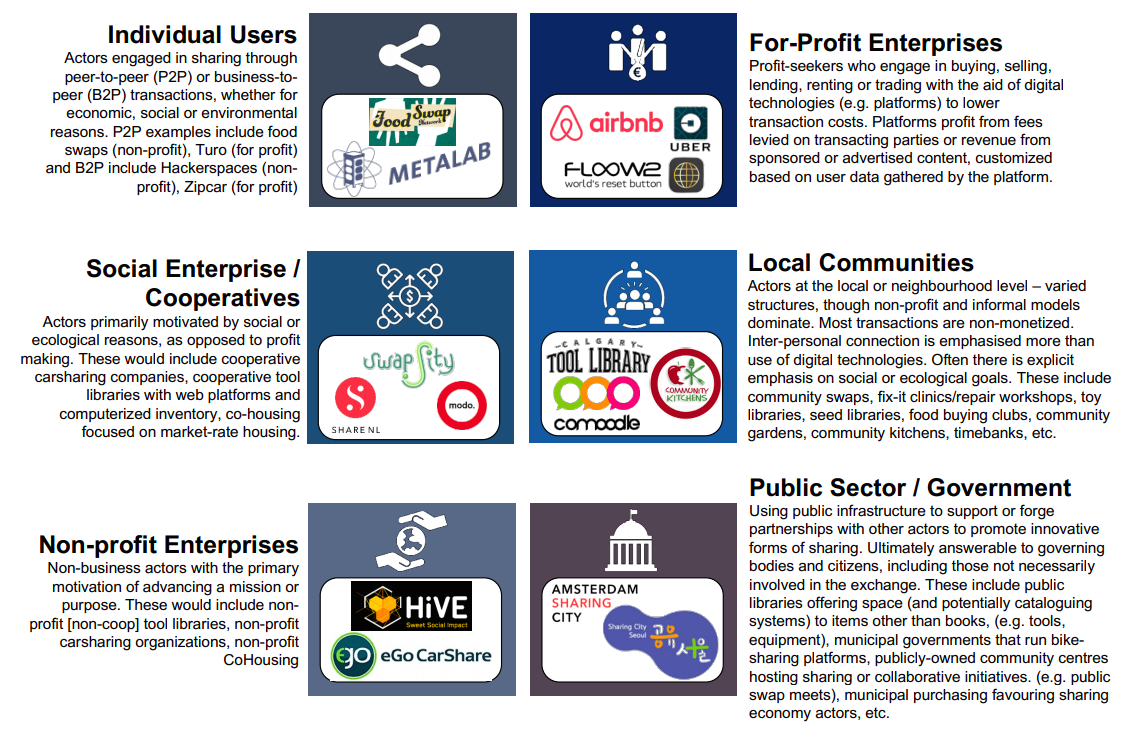 Individual Users
Actors engaged in sharing through
peer-to-peer (P2P) or business-to-
peer (B2P) transactions, whether for
economic, social or environmental
reasons. P2P examples include food
swaps (non-profit), Turo (for profit)
and B2P include Hackerspaces (non-
profit), Zipcar (for profit)
Food Swap
Network
METALAB
€
airbnb
UBER
FLOOW2
world's reset button
For-Profit Enterprises
Profit-seekers who engage in buying, selling,
lending, renting or trading with the aid of digital
technologies (e.g. platforms) to lower
transaction costs. Platforms profit from fees
levied on transacting parties or revenue from
sponsored or advertised content, customized
based on user data gathered by the platform.
Social Enterprise /
Cooperatives
Actors primarily motivated by social or
ecological reasons, as opposed to profit
making. These would include cooperative
carsharing companies, cooperative tool
libraries with web platforms and
computerized inventory, co-housing
focused on market-rate housing.
$
swapsity
S
SHARE NL
modo.
CALGARY
TOOL LIBRARY
COMMUNITY
KITCHENS
comoodle
Local Communities
Actors at the local or neighbourhood level – varied
structures, though non-profit and informal models
dominate. Most transactions are non-monetized.
Inter-personal connection is emphasised more than
use of digital technologies. Often there is explicit
emphasis on social or ecological goals. These include
community swaps, fix-it clinics/repair workshops, toy
libraries, seed libraries, food buying clubs, community
gardens, community kitchens, timebanks, etc.
Non-profit Enterprises
Non-business actors with the primary
motivation of advancing a mission or
purpose. These would include non-
profit [non-coop] tool libraries, non-profit
carsharing organizations, non-profit
CoHousing
HiVE
Sweet Social Impact
eGO
eGo CarShare
AMSTERDAM
SHARING
CITY
Sharing City
Seoul
공유서울
Public Sector / Government
Using public infrastructure to support or forge
partnerships with other actors to promote innovative
forms of sharing. Ultimately answerable to governing
bodies and citizens, including those not necessarily
involved in the exchange. These include public
libraries offering space (and potentially cataloguing
systems) to items other than books, (e.g. tools,
equipment), municipal governments that run bike-
sharing platforms, publicly-owned community centres
hosting sharing or collaborative initiatives. (e.g. public
swap meets), municipal purchasing favouring sharing
economy actors, etc.